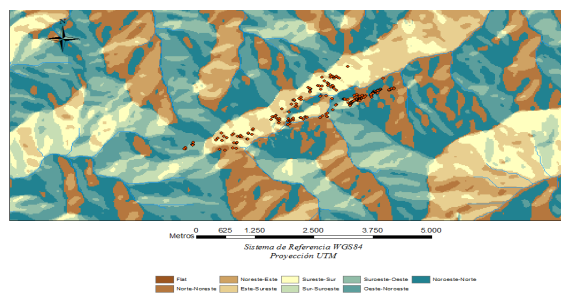 N
Metros 0 625 1.250 2.500 3.750 5.000
Sistema de Referencia WGS84
Proyección UTM
Flat Noreste-Este Sureste-Sur Suroeste-Oeste Noroeste-Norte
Norte-Noreste Este-Sureste Sur-Suroeste Oeste-Noroeste